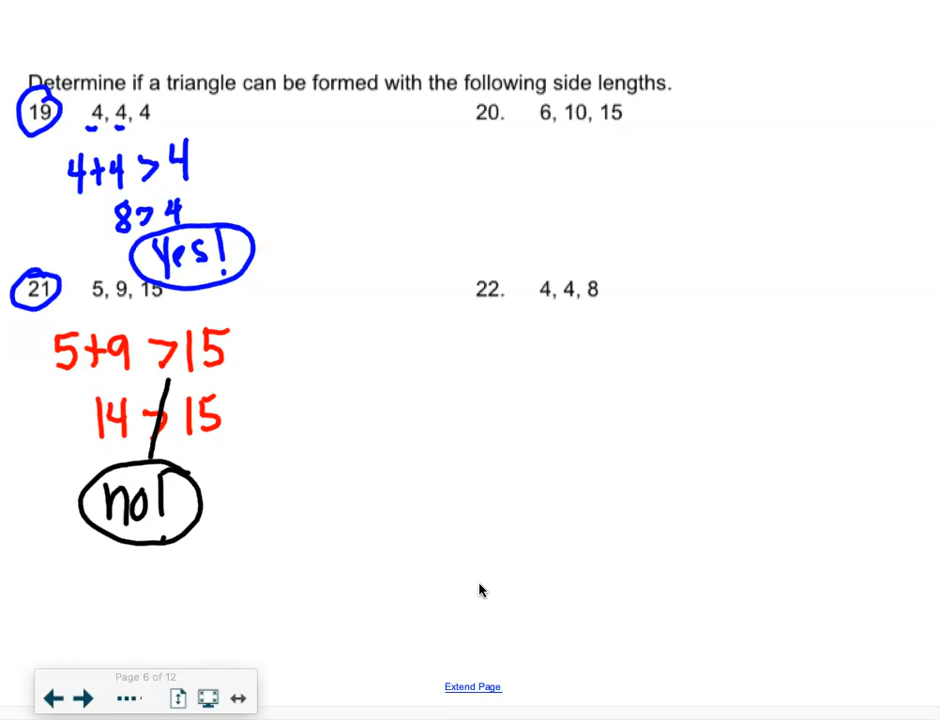 Determine if a triangle can be formed with the following side lengths.
19 4, 4, 4
4+4 > 4
8 > 4
Yes!
20. 6, 10, 15
21 5, 9, 15
5+9 > 15
14 > 15
no!
22. 4, 4, 8
Page 6 of 12
Extend Page